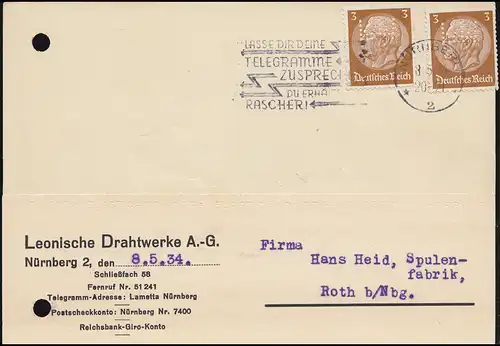 LASSE DIR DEINE
TELEGRAMME
ZUSPREC
DU ERHÄ
RASCHER!
3
Deutsches Reich
3
Deutsches Reich
2
Leonische Drahtwerke A.-G.
Nürnberg 2, den 8.5.34.
Schließfach 58
Fernruf Nr. 51 241
Telegramm-Adresse: Lametta Nürnberg
Postscheckkonto: Nürnberg Nr. 7400
Reichsbank-Giro-Konto
Firma
Hans Heid, Spulen-
fabrik,
Roth b/Nbg.